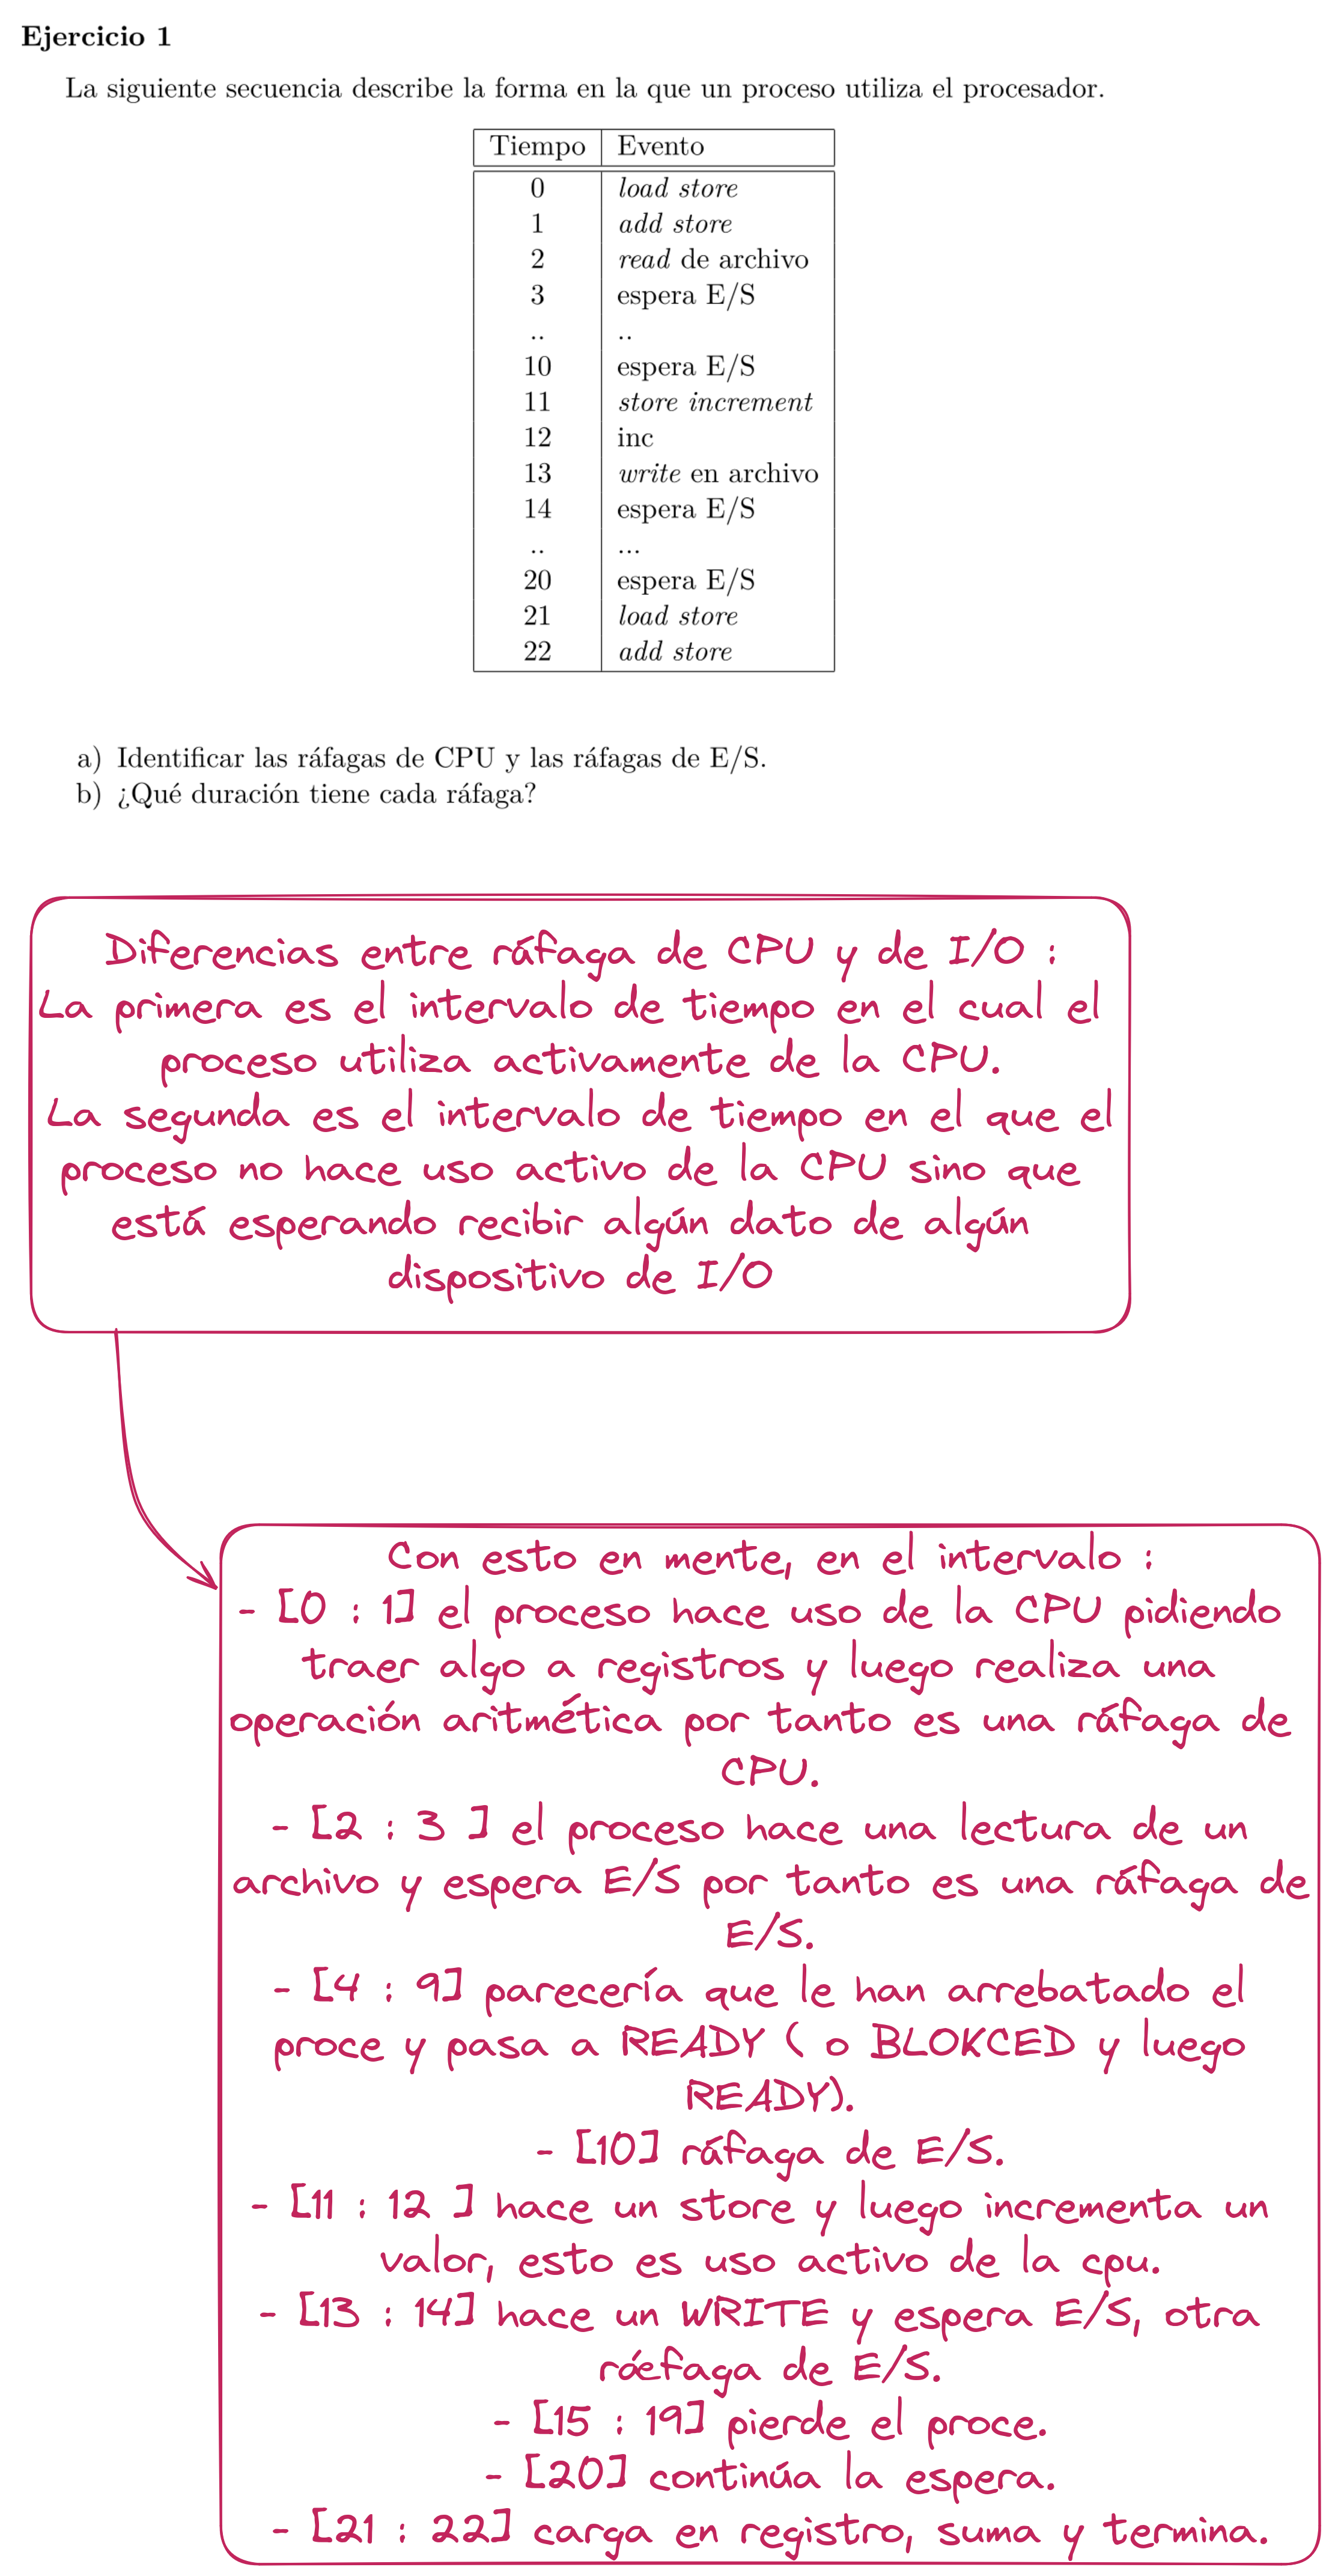 Ejercicio 1
La siguiente secuencia describe la forma en la que un proceso utiliza el procesador.
Tiempo Evento
0 load store
1 add store
2 read de archivo
3 espera E/S
.. ..
10 espera E/S
11 store increment
12 inc
13 write en archivo
14 espera E/S
.. ...
20 espera E/S
21 load store
22 add store
a) Identificar las ráfagas de CPU y las ráfagas de E/S.
b) ¿Qué duración tiene cada ráfaga?
Diferencias entre ráfaga de CPU y de I/O :
La primera es el intervalo de tiempo en el cual el
proceso utiliza activamente de la CPU.
La segunda es el intervalo de tiempo en el que el
proceso no hace uso activo de la CPU sino que
está esperando recibir algún dato de algún
dispositivo de I/O
Con esto en mente, en el intervalo :
- [0 : 1] el proceso hace uso de la CPU pidiendo
traer algo a registros y luego realiza una
operación aritmética por tanto es una ráfaga de
CPU.
- [2 : 3 ] el proceso hace una lectura de un
archivo y espera E/S por tanto es una ráfaga de
E/S.
- [4 : 9] parecería que le han arrebatado el
proce y pasa a READY ( o BLOKCED y luego
READY).
- [10] ráfaga de E/S.
- [11 : 12 ] hace un store y luego incrementa un
valor, esto es uso activo de la cpu.
- [13 : 14] hace un WRITE y espera E/S, otra
ráefaga de E/S.
- [15 : 19] pierde el proce.
- [20] continúa la espera.
- [21 : 22] carga en registro, suma y termina.